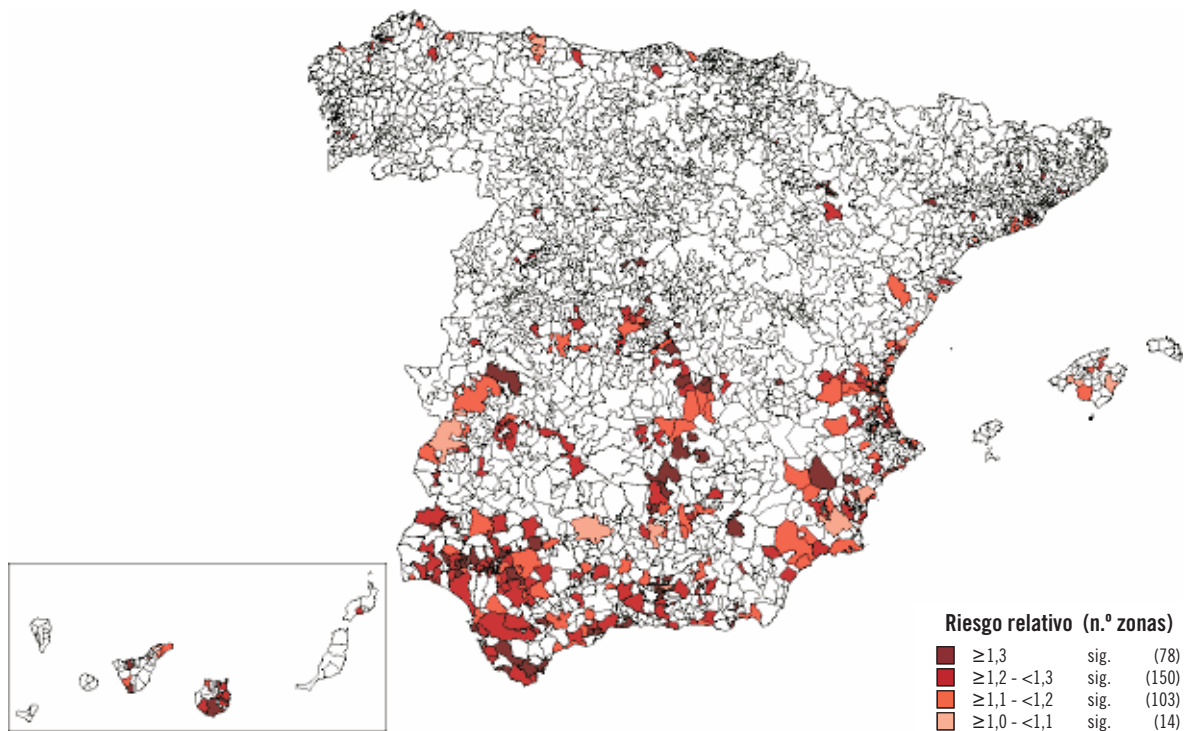 Riesgo relativo (n.º zonas)
≥1,3 sig. (78)
≥1,2 - <1,3 sig. (150)
≥1,1 - <1,2 sig. (103)
≥1,0 - <1,1 sig. (14)